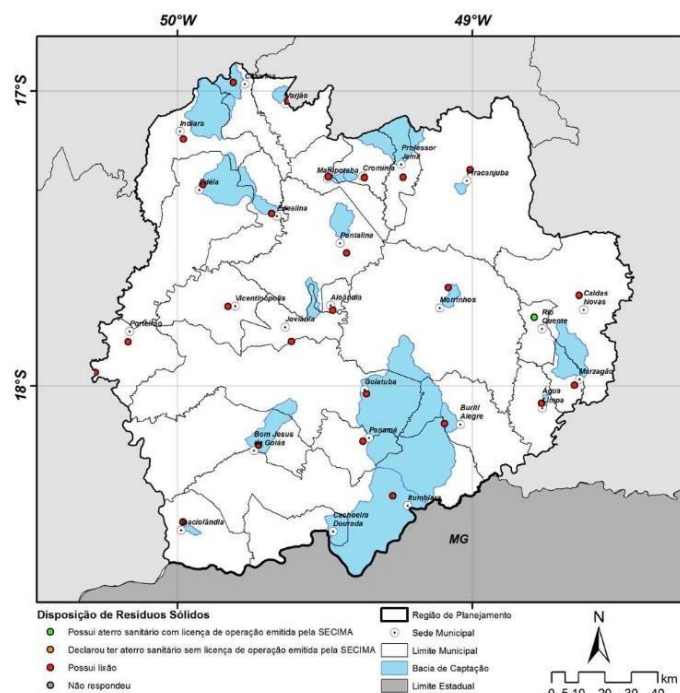 50°W 49°W
17°S
Varjão
Indiara
Professor
Jamil
Mairipotaba
Cromínia
Piracanjuba
Edéia
Edealina
Pontalina
Caldas
Novas
Vicentinópolis
Aloândia
Morrinhos
Rio
Quente
Porteirão
Joviânia
18°S
Marzagão
Goiatuba
Água
Limpa
Buriti
Alegre
Panamá
Bom Jesus
de Goiás
Itumbiara
Cachoeira
Dourada
MG
Disposição de Resíduos Sólidos
Possui aterro sanitário com licença de operação emitida pela SECIMA
Declarou ter aterro sanitário sem licença de operação emitida pela SECIMA
Possui lixão
Não respondeu
Região de Planejamento
Sede Municipal
Limite Municipal
Bacia de Captação
Limite Estadual
N
km
0 5 10 20 30 40